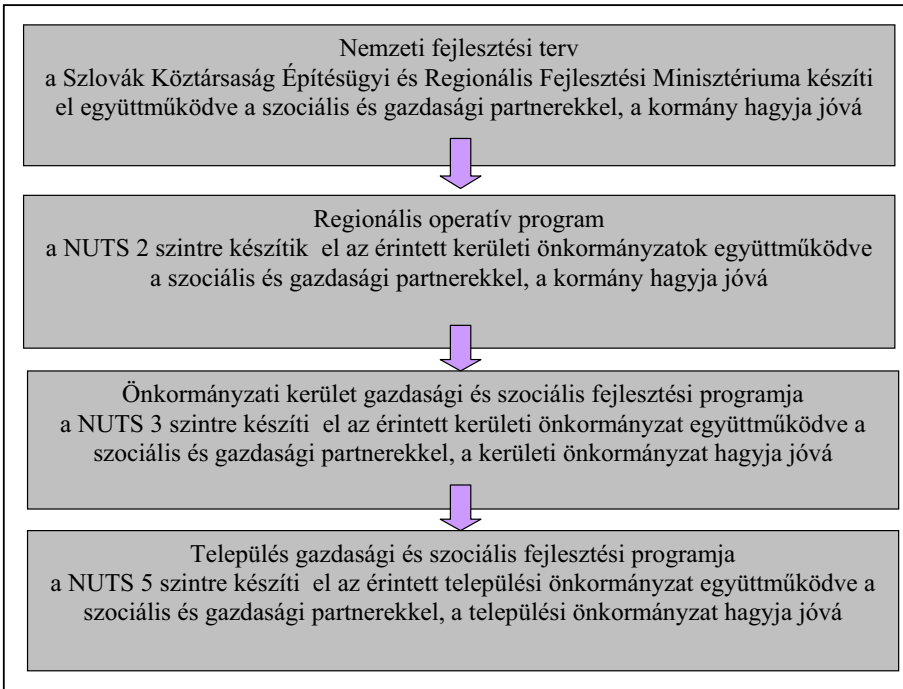 Nemzeti fejlesztési terv
a Szlovák Köztársaság Építésügyi és Regionális Fejlesztési Minisztériuma készíti
el együttműködve a szociális és gazdasági partnerekkel, a kormány hagyja jóvá
Regionális operatív program
a NUTS 2 szintre készítik el az érintett kerületi önkormányzatok együttműködve
a szociális és gazdasági partnerekkel, a kormány hagyja jóvá
Önkormányzati kerület gazdasági és szociális fejlesztési programja
a NUTS 3 szintre készíti el az érintett kerületi önkormányzat együttműködve a
szociális és gazdasági partnerekkel, a kerületi önkormányzat hagyja jóvá
Település gazdasági és szociális fejlesztési programja
a NUTS 5 szintre készíti el az érintett települési önkormányzat együttműködve a
szociális és gazdasági partnerekkel, a települési önkormányzat hagyja jóvá